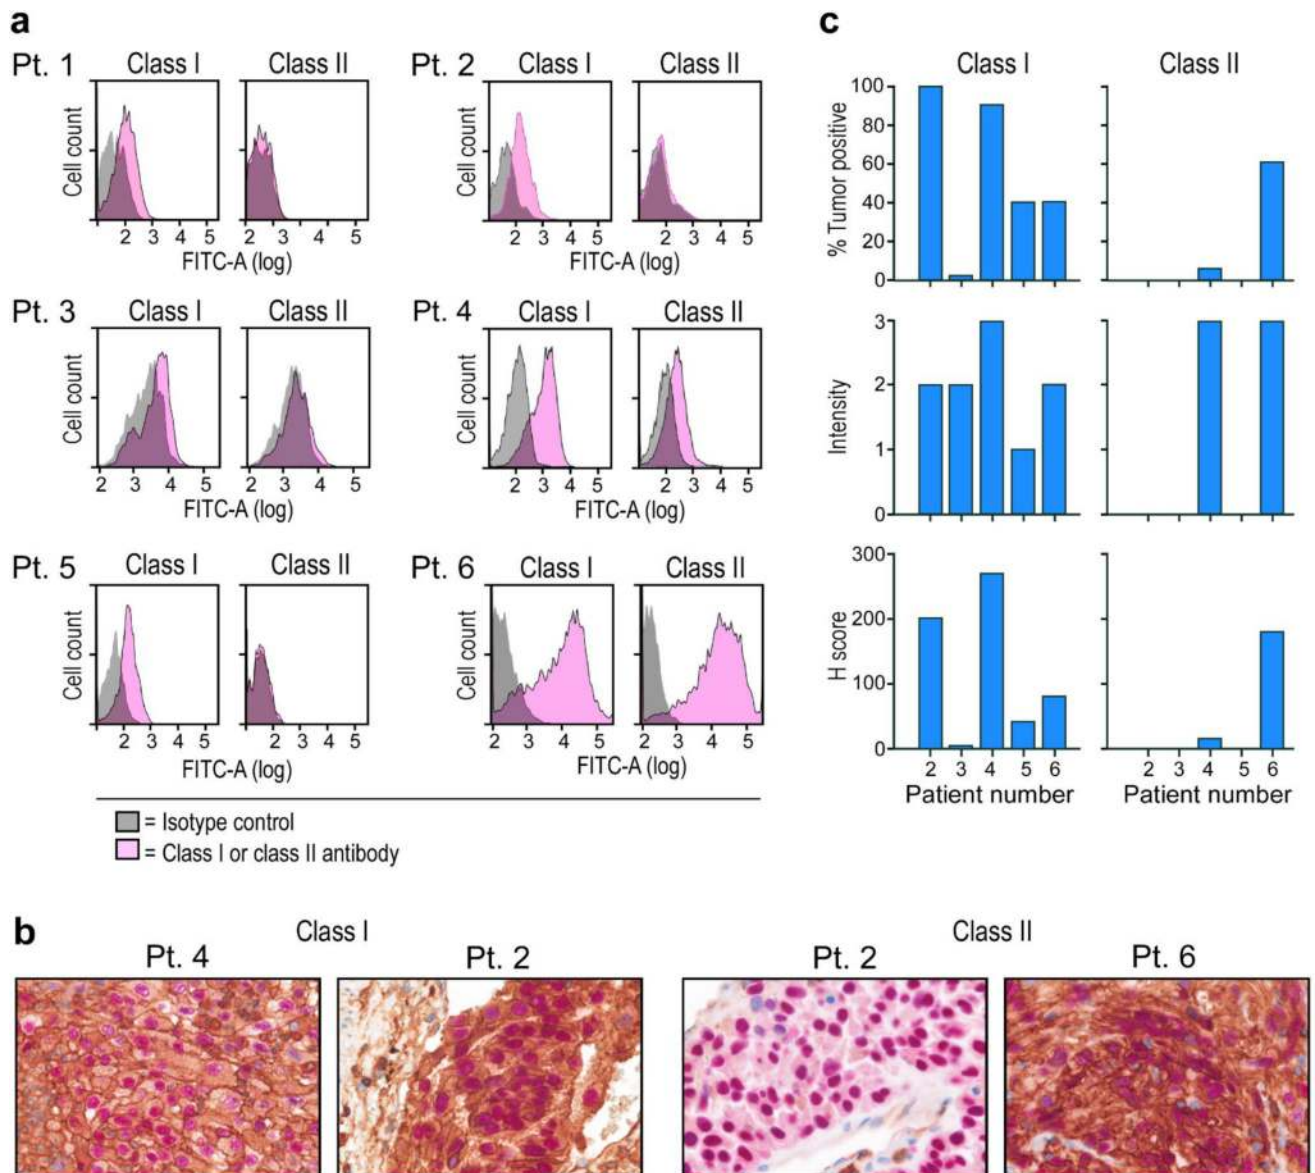 a
Pt. 1 Class I Class II
Cell count
2 3 4 5 2 3 4 5
FITC-A (log)
Pt. 2 Class I Class II
Cell count
2 3 4 5 2 3 4 5
FITC-A (log)
Pt. 3 Class I Class II
Cell count
2 3 4 5 2 3 4 5
FITC-A (log)
Pt. 4 Class I Class II
Cell count
2 3 4 5 2 3 4 5
FITC-A (log)
Pt. 5 Class I Class II
Cell count
2 3 4 5 2 3 4 5
FITC-A (log)
Pt. 6 Class I Class II
Cell count
2 3 4 5 2 3 4 5
FITC-A (log)
= Isotype control
= Class I or class II antibody
c
Class I Class II
% Tumor positive
100
80
60
40
20
0
Intensity
3
2
1
0
H score
300
200
100
0
2 3 4 5 6 2 3 4 5 6
Patient number Patient number
b
Class I Class II
Pt. 4 Pt. 2 Pt. 2 Pt. 6